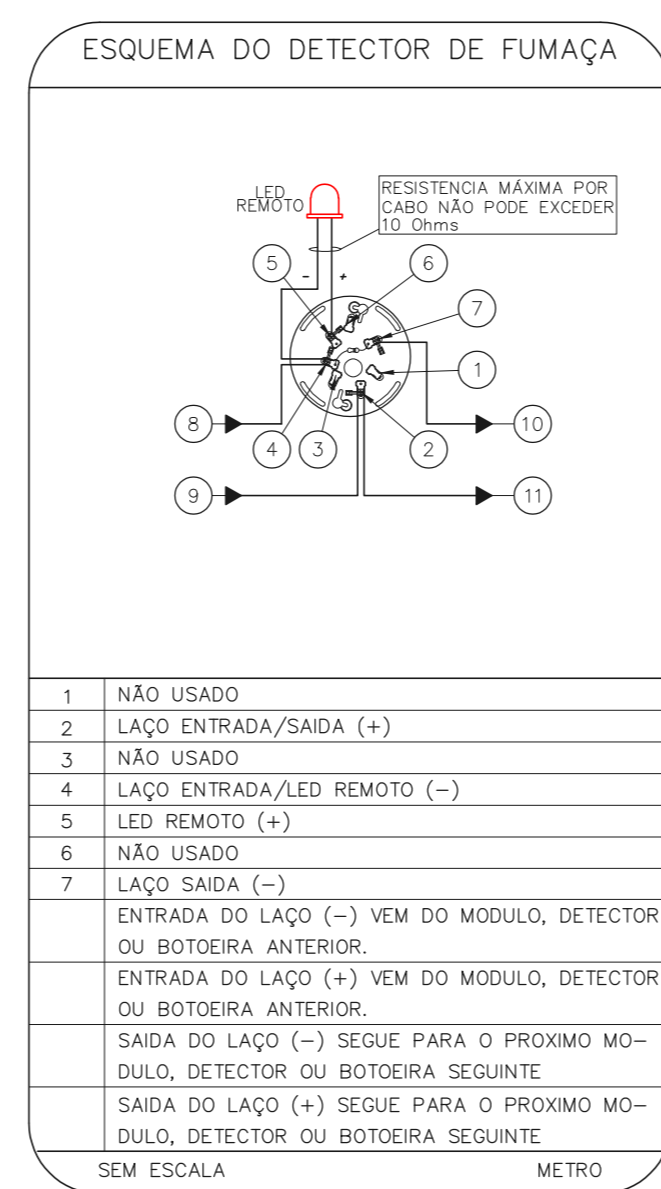 ESQUEMA DO DETECTOR DE FUMAÇA
LED
REMOTO
RESISTENCIA MÁXIMA POR
CABO NÃO PODE EXCEDER
10 Ohms
5
- +
6
7
1
8
4
3
2
10
9
11
1 NÃO USADO
2 LAÇO ENTRADA/SAIDA (+)
3 NÃO USADO
4 LAÇO ENTRADA/LED REMOTO (-)
5 LED REMOTO (+)
6 NÃO USADO
7 LAÇO SAIDA (-)
ENTRADA DO LAÇO (-) VEM DO MODULO, DETECTOR
OU BOTOEIRA ANTERIOR.
ENTRADA DO LAÇO (+) VEM DO MODULO, DETECTOR
OU BOTOEIRA ANTERIOR.
SAIDA DO LAÇO (-) SEGUE PARA O PROXIMO MO-
DULO, DETECTOR OU BOTOEIRA SEGUINTE
SAIDA DO LAÇO (+) SEGUE PARA O PROXIMO MO-
DULO, DETECTOR OU BOTOEIRA SEGUINTE
SEM ESCALA METRO